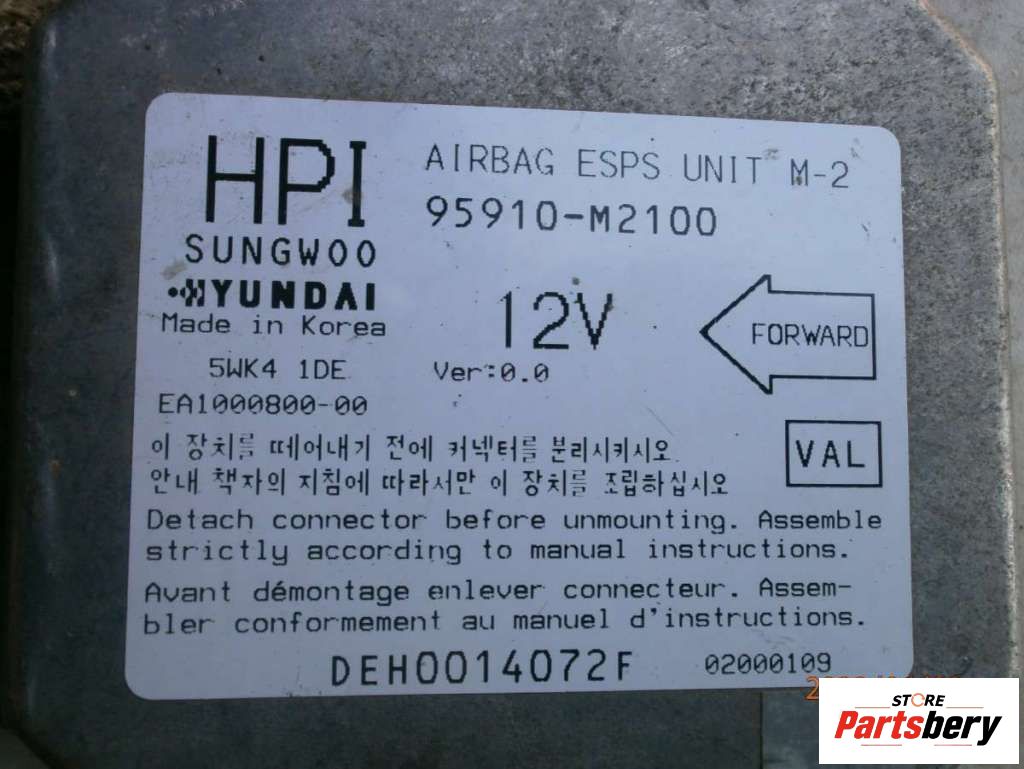 HPI
SUNGWOO
HYUNDAI
Made in Korea
5WK4 1DE
EA1000800-00
AIRBAG ESPS UNIT M-2
95910-M2100
12V
Ver:0.0
FORWARD
VAL
이 장치를 떼어내기 전에 커넥터를 분리시키시오
안내 책자의 지침에 따라서만 이 장치를 조립하십시오
Detach connector before unmounting. Assemble
strictly according to manual instructions.
Avant démontage enlever connecteur. Assem-
bler conformement au manuel d'instructions.
DEH0014072F
02000109
STORE
Partsbery